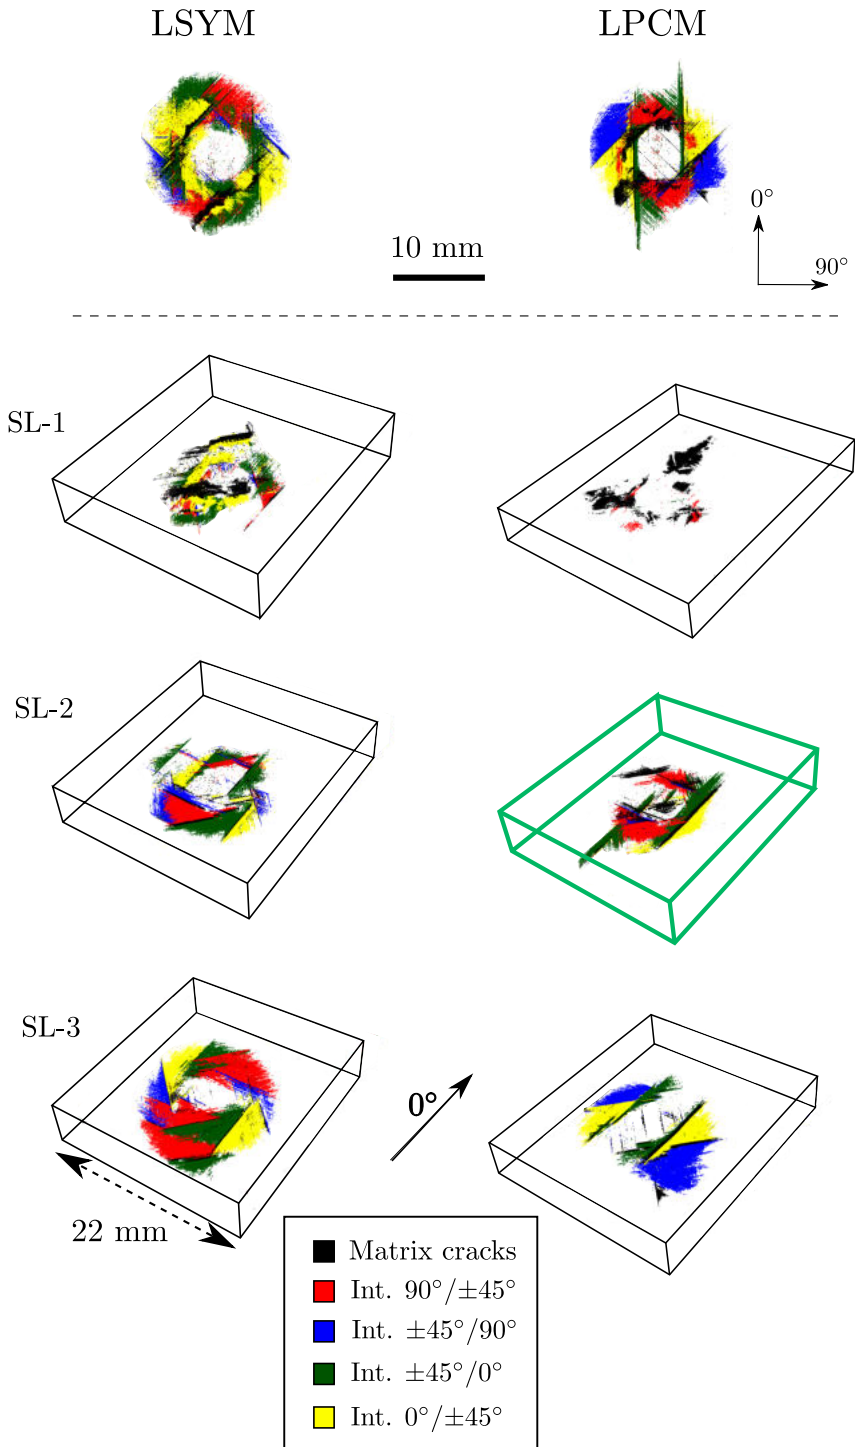 LSYM
LPCM
10 mm
0°
90°
SL-1
SL-2
SL-3
0°
22 mm
Matrix cracks
Int. 90°/±45°
Int. ±45°/90°
Int. ±45°/0°
Int. 0°/±45°